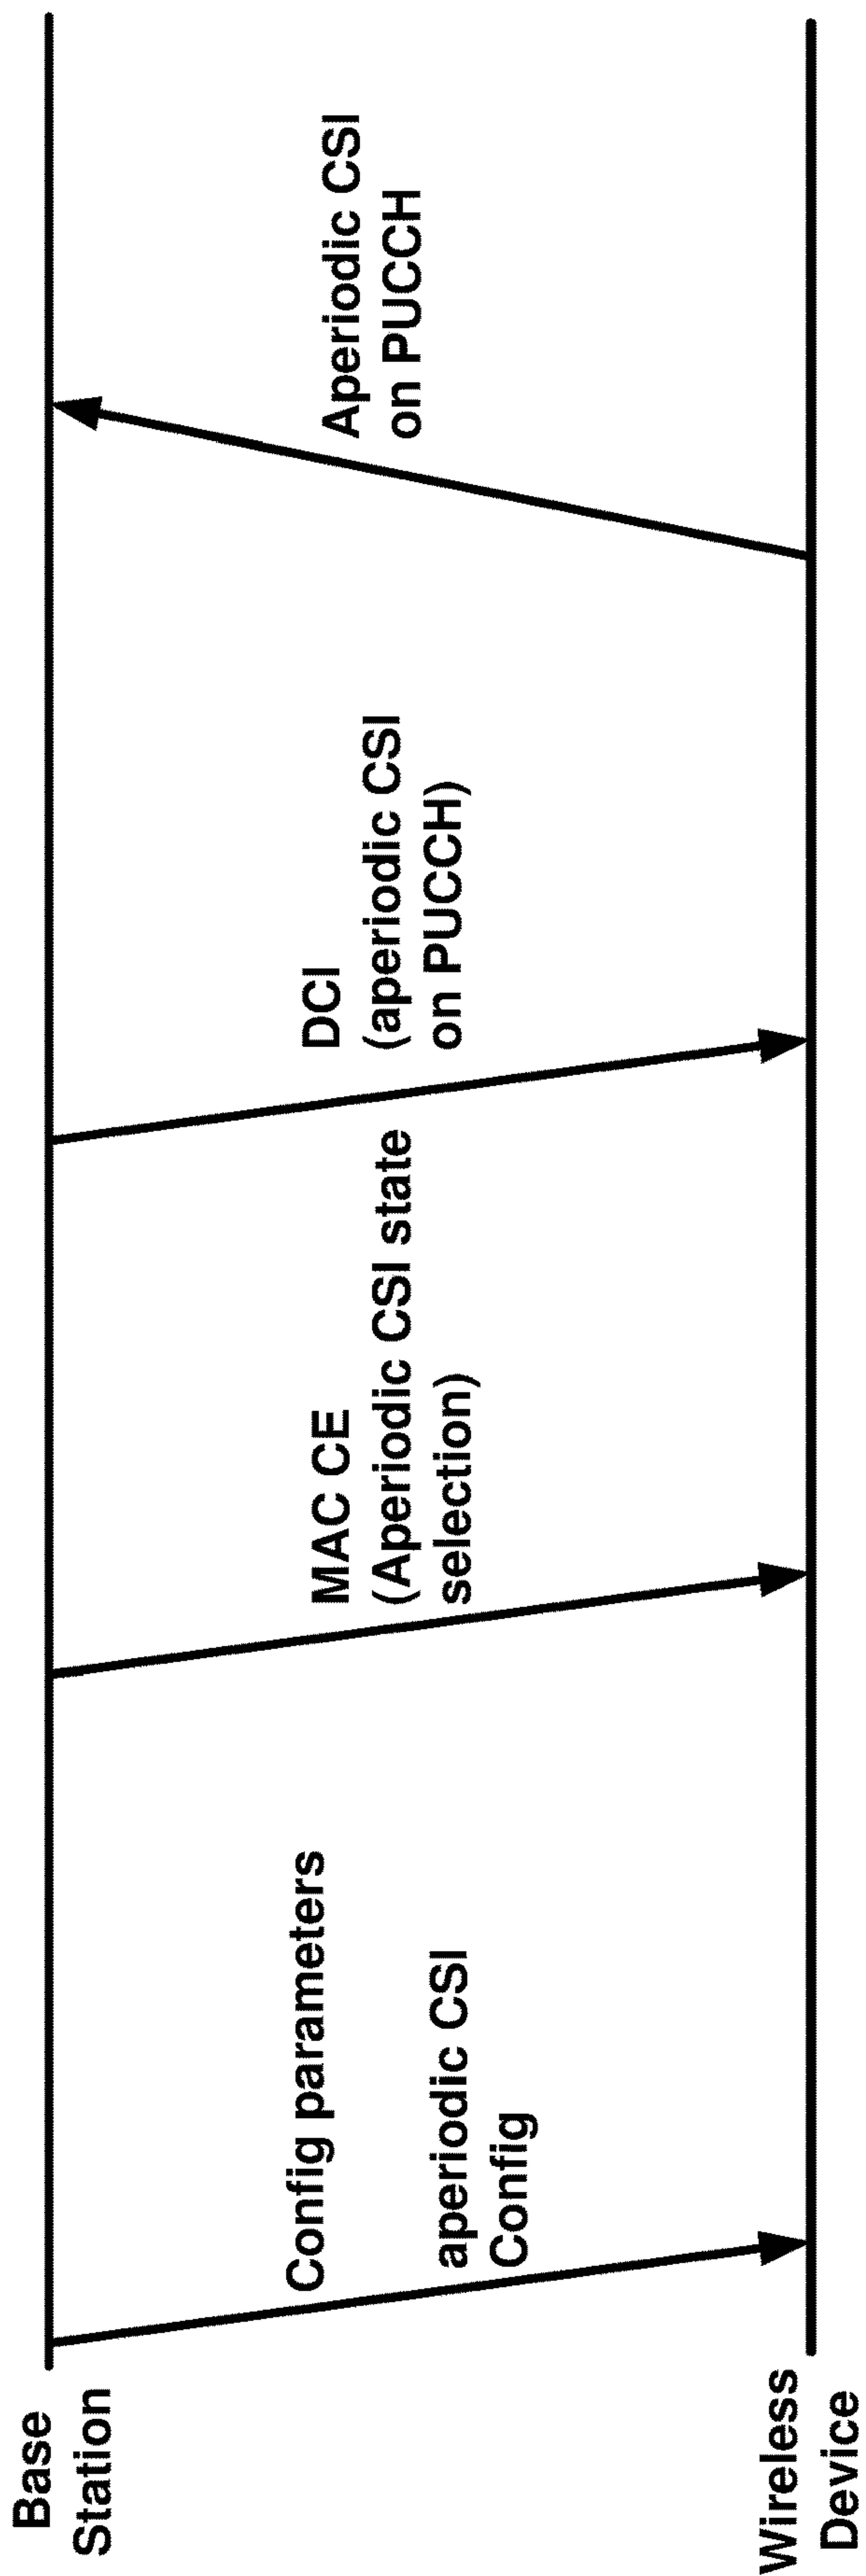 Base
Station
Wireless
Device
Config parameters
aperiodic CSI
Config
MAC CE
(Aperiodic CSI state
selection)
DCI
(aperiodic CSI
on PUCCH)
Aperiodic CSI
on PUCCH